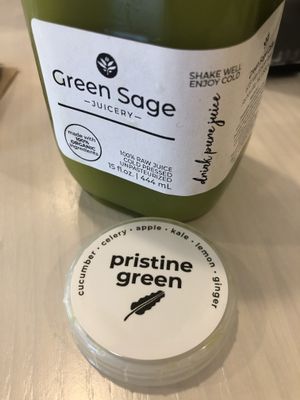 Green Sage
JUICERY
made with
100%
ORGANIC
ingredients
100% RAW JUICE
COLD PRESSED
UNPASTEURIZED
15 fl.oz. | 444 mL
SHAKE WELL
ENJOY COLD
drink pure juice
cucumber • celery • apple • kale • lemon • ginger
pristine
green